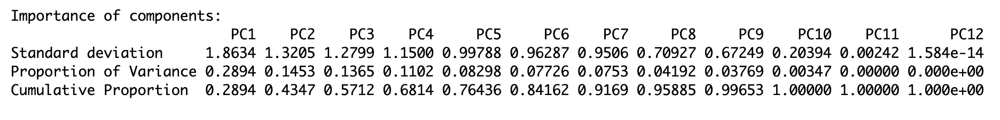 Importance of components:
PC1 PC2 PC3 PC4 PC5 PC6 PC7 PC8 PC9 PC10 PC11 PC12
Standard deviation 1.8634 1.3205 1.2799 1.1500 0.99788 0.96287 0.9506 0.70927 0.67249 0.20394 0.00242 1.584e-14
Proportion of Variance 0.2894 0.1453 0.1365 0.1102 0.08298 0.07726 0.0753 0.04192 0.03769 0.00347 0.00000 0.000e+00
Cumulative Proportion 0.2894 0.4347 0.5712 0.6814 0.76436 0.84162 0.9169 0.95885 0.99653 1.00000 1.00000 1.000e+00